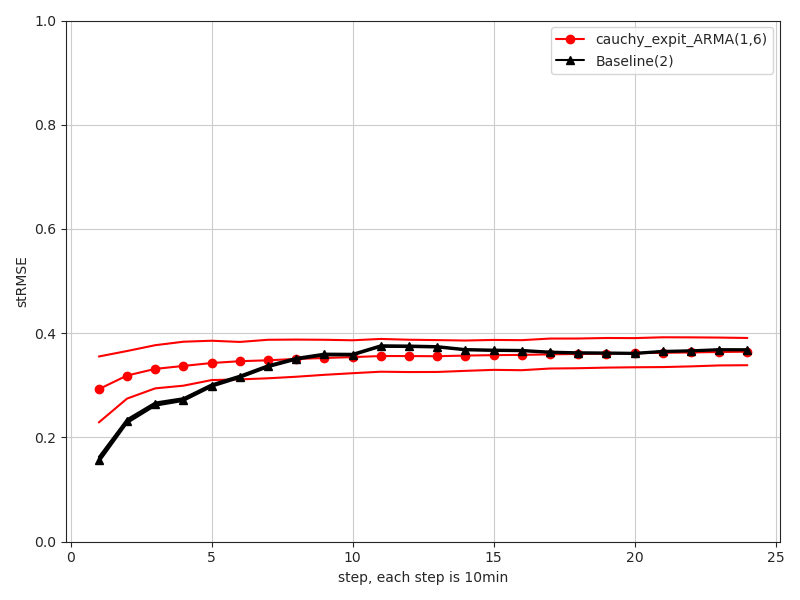 1.0
0.8
0.6
0.4
0.2
0.0
stRMSE
cauchy_expit_ARMA(1,6)
Baseline(2)
0 5 10 15 20 25
step, each step is 10min